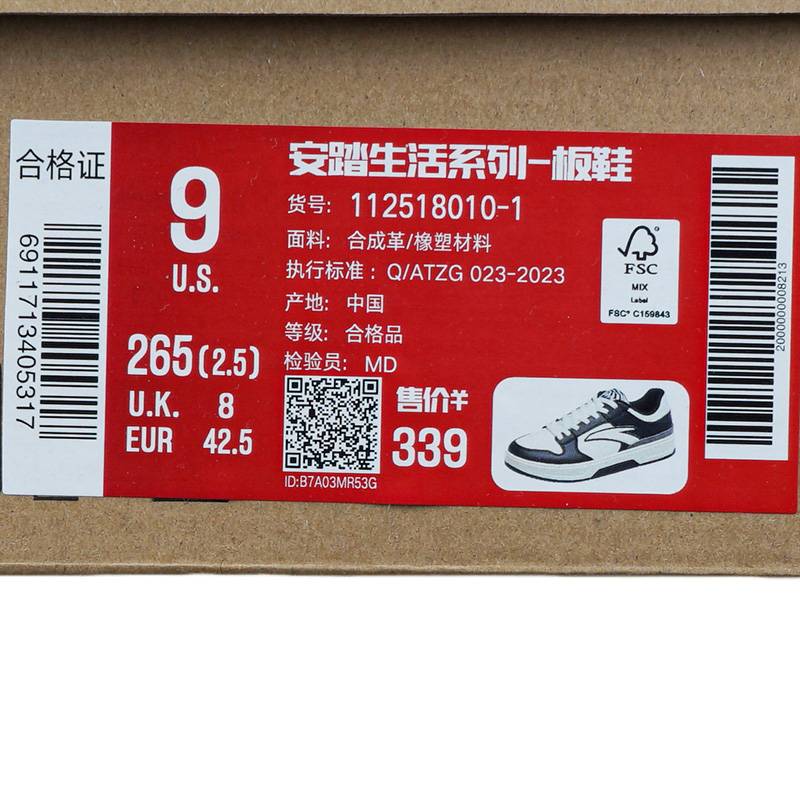 合格证
6911713405317
9
U.S.
265(2.5)
U.K. 8
EUR 42.5
安踏生活系列-板鞋
货号: 112518010-1
面料: 合成革/橡塑材料
执行标准: Q/ATZG 023-2023
产地: 中国
等级: 合格品
检验员: MD
ID:B7A03MR53G
售价¥
339
FSC
MIX
Label
FSC® C159843
2000000008213